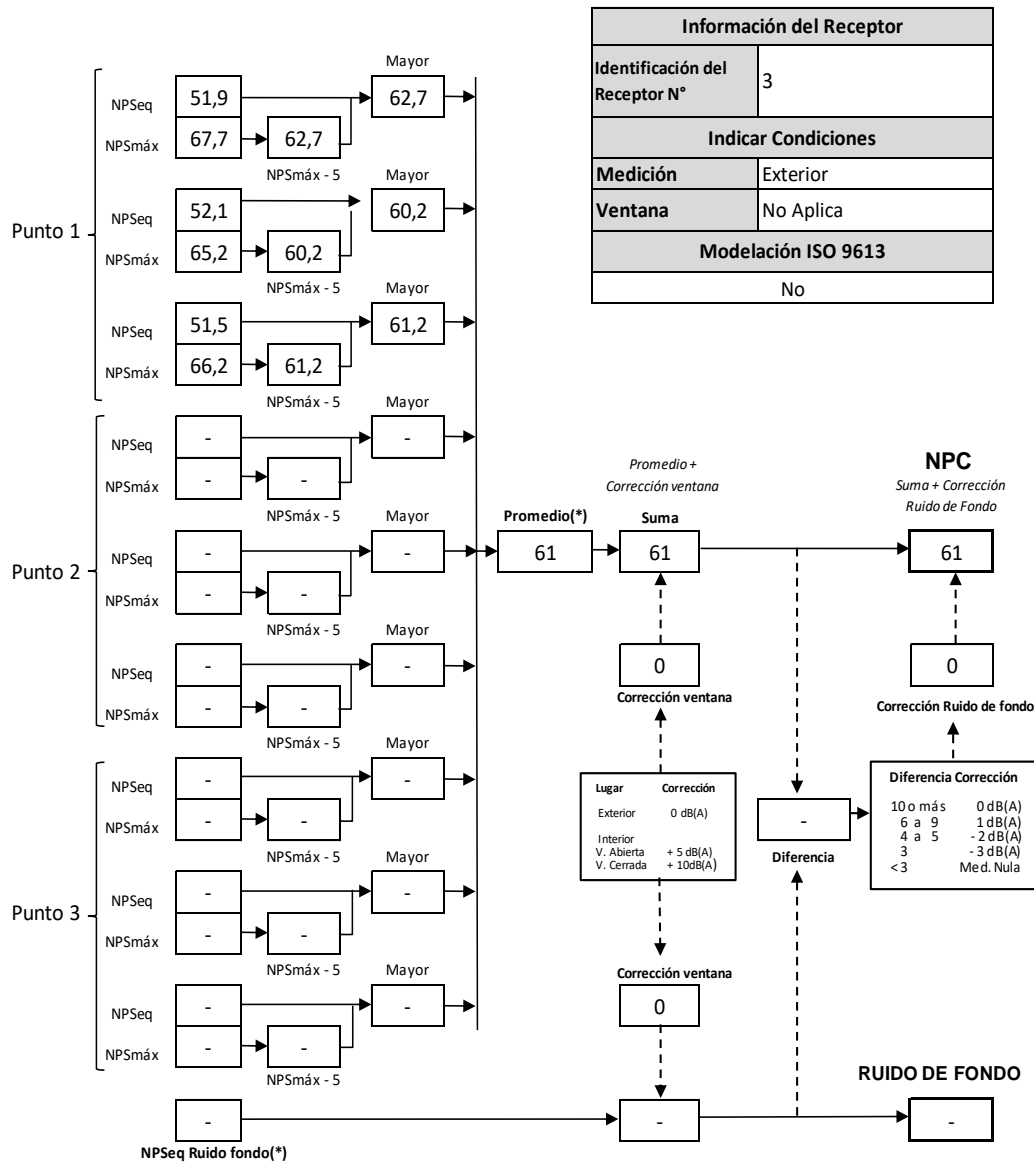 Información del Receptor
Identificación del
Receptor N°
3
Indicar Condiciones
Medición
Exterior
Ventana
No Aplica
Modelación ISO 9613
No
Punto 1
Mayor
NPSeq
51,9
62,7
NPSmáx
67,7
62,7
NPSmáx - 5
Mayor
NPSeq
52,1
60,2
NPSmáx
65,2
60,2
NPSmáx - 5
Mayor
NPSeq
51,5
61,2
NPSmáx
66,2
61,2
NPSmáx - 5
Punto 2
Mayor
NPSeq
-
-
NPSmáx
-
-
NPSmáx - 5
Mayor
NPSeq
-
-
NPSmáx
-
-
NPSmáx - 5
Mayor
NPSeq
-
-
NPSmáx
-
-
NPSmáx - 5
Punto 3
Mayor
NPSeq
-
-
NPSmáx
-
-
NPSmáx - 5
Mayor
NPSeq
-
-
NPSmáx
-
-
NPSmáx - 5
Mayor
NPSeq
-
-
NPSmáx
-
-
NPSmáx - 5
Promedio(*)
61
Promedio +
Corrección ventana
Suma
61
0
Corrección ventana
Lugar Corrección
Exterior 0 dB(A)
Interior
V. Abierta + 5 dB(A)
V. Cerrada + 10dB(A)
Corrección ventana
0
-
NPC
Suma + Corrección
Ruido de Fondo
61
0
Corrección Ruido de fondo
Diferencia Corrección
10 o más 0 dB(A)
6 a 9 1 dB(A)
4 a 5 - 2 dB(A)
3 - 3 dB(A)
< 3 Med. Nula
-
Diferencia
RUIDO DE FONDO
-
-
NPSeq Ruido fondo(*)